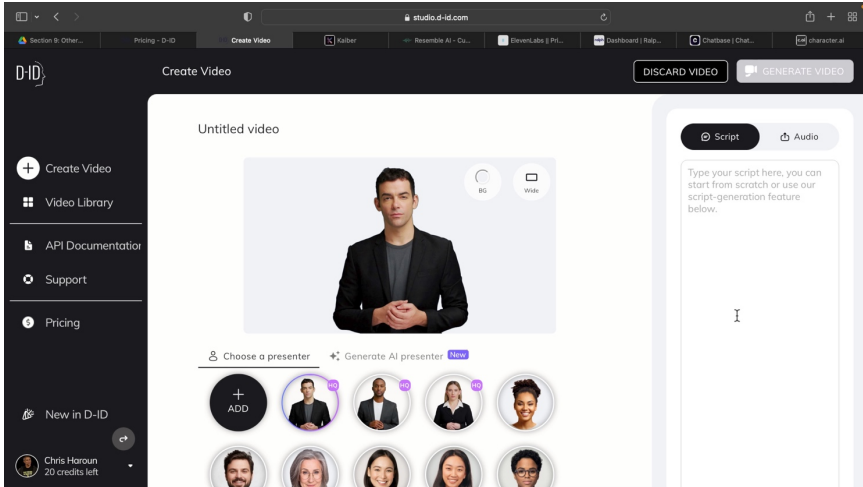 studio.d-id.com
Section 9: Other...
Pricing - D-ID
Create Video
Kaiber
Resemble AI - Cu...
ElevenLabs || Pri...
Dashboard | Ralp...
Chatbase | Chat...
character.ai
D-ID
Create Video
DISCARD VIDEO
GENERATE VIDEO
Create Video
Video Library
API Documentation
Support
Pricing
New in D-ID
Chris Haroun
20 credits left
Untitled video
BG
Wide
Choose a presenter
Generate AI presenter New
+
ADD
HQ
HQ
HQ
Script
Audio
Type your script here, you can
start from scratch or use our
script-generation feature
below.